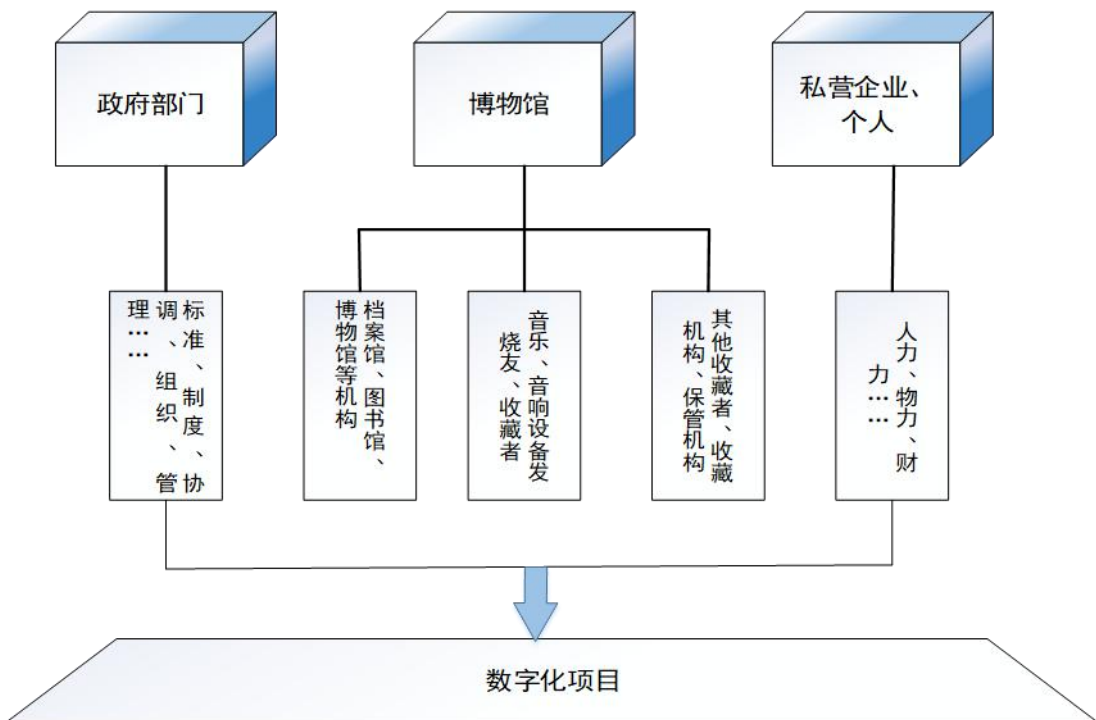 政府部门
博物馆
私营企业、
个人
标准、制度、协
调、组织、管
理……
档案馆、图书馆、
博物馆等机构
音乐、音响设备发
烧友、收藏者
其他收藏者、收藏
机构、保管机构
人力、物力、财
力……
数字化项目